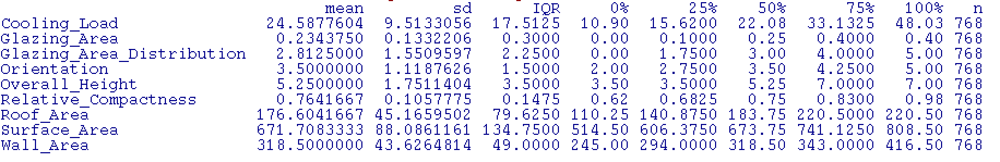 mean sd IQR 0% 25% 50% 75% 100% n
Cooling_Load 24.5877604 9.5133056 17.5125 10.90 15.6200 22.08 33.1325 48.03 768
Glazing_Area 0.2343750 0.1332206 0.3000 0.00 0.1000 0.25 0.4000 0.40 768
Glazing_Area_Distribution 2.8125000 1.5509597 2.2500 0.00 1.7500 3.00 4.0000 5.00 768
Orientation 3.5000000 1.1187626 1.5000 2.00 2.7500 3.50 4.2500 5.00 768
Overall_Height 5.2500000 1.7511404 3.5000 3.50 3.5000 5.25 7.0000 7.00 768
Relative_Compactness 0.7641667 0.1057775 0.1475 0.62 0.6825 0.75 0.8300 0.98 768
Roof_Area 176.6041667 45.1659502 79.6250 110.25 140.8750 183.75 220.5000 220.50 768
Surface_Area 671.7083333 88.0861161 134.7500 514.50 606.3750 673.75 741.1250 808.50 768
Wall_Area 318.5000000 43.6264814 49.0000 245.00 294.0000 318.50 343.0000 416.50 768